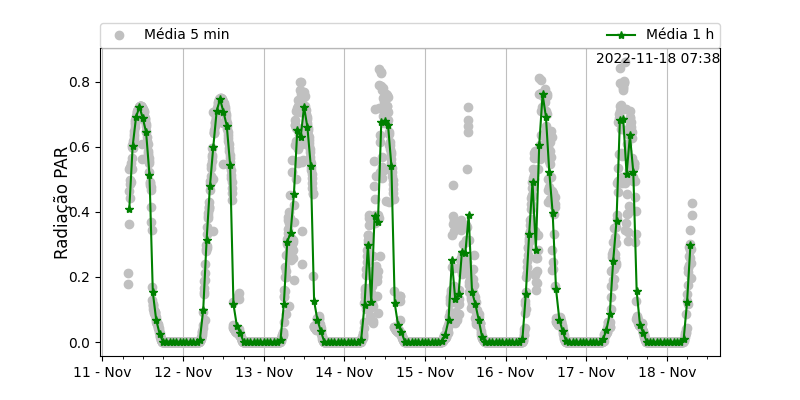 Média 5 min
Média 1 h
2022-11-18 07:38
Radiação PAR
0.8
0.6
0.4
0.2
0.0
11 - Nov
12 - Nov
13 - Nov
14 - Nov
15 - Nov
16 - Nov
17 - Nov
18 - Nov